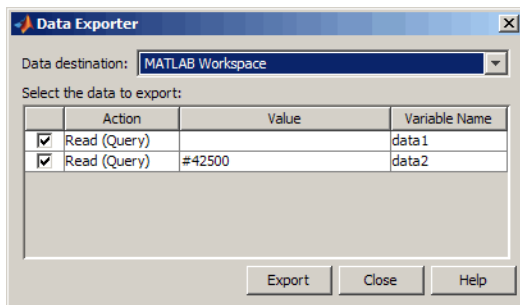 Data Exporter
Data destination: MATLAB Workspace
Select the data to export:
Action Value Variable Name
Read (Query) data1
Read (Query) #42500 data2
Export Close Help